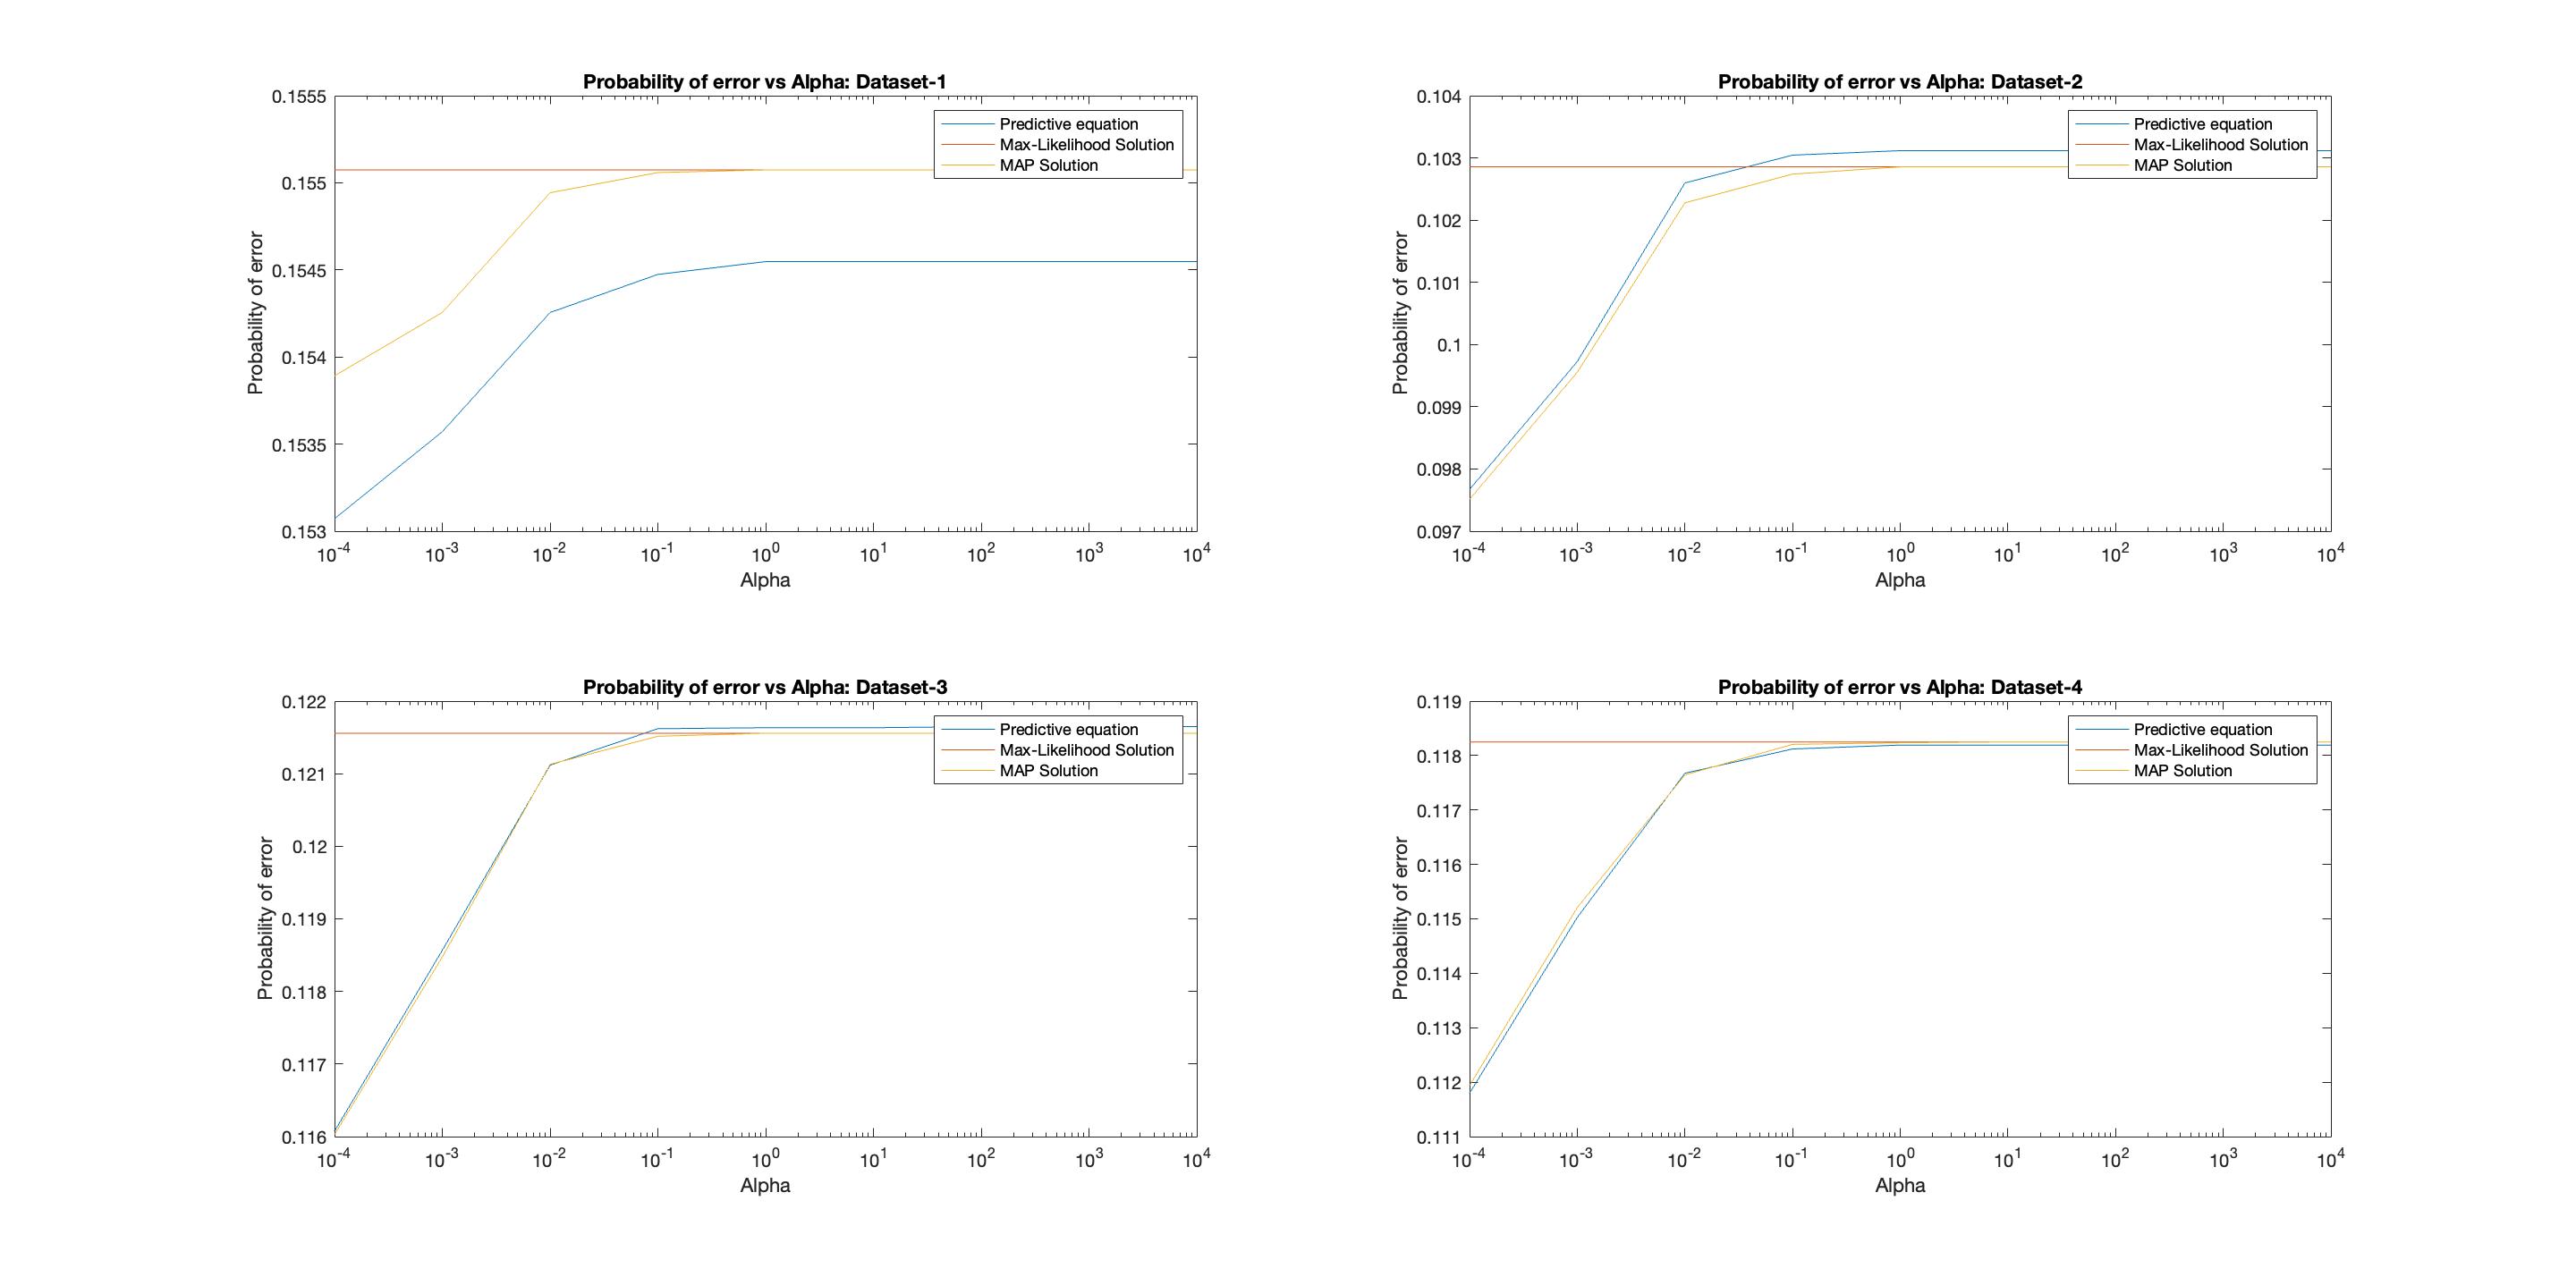 Probability of error vs Alpha: Dataset-1
0.1555
0.155
0.1545
0.154
0.1535
0.153
Probability of error
Predictive equation
Max-Likelihood Solution
MAP Solution
10^-4 10^-3 10^-2 10^-1 10^0 10^1 10^2 10^3 10^4
Alpha
Probability of error vs Alpha: Dataset-2
0.104
0.103
0.102
0.101
0.1
0.099
0.098
0.097
Probability of error
Predictive equation
Max-Likelihood Solution
MAP Solution
10^-4 10^-3 10^-2 10^-1 10^0 10^1 10^2 10^3 10^4
Alpha
Probability of error vs Alpha: Dataset-3
0.122
0.121
0.12
0.119
0.118
0.117
0.116
Probability of error
Predictive equation
Max-Likelihood Solution
MAP Solution
10^-4 10^-3 10^-2 10^-1 10^0 10^1 10^2 10^3 10^4
Alpha
Probability of error vs Alpha: Dataset-4
0.119
0.118
0.117
0.116
0.115
0.114
0.113
0.112
0.111
Probability of error
Predictive equation
Max-Likelihood Solution
MAP Solution
10^-4 10^-3 10^-2 10^-1 10^0 10^1 10^2 10^3 10^4
Alpha